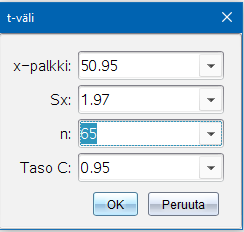 t-väli
x-palkki: 50.95
Sx: 1.97
n: 65
Taso C: 0.95
OK Peruuta